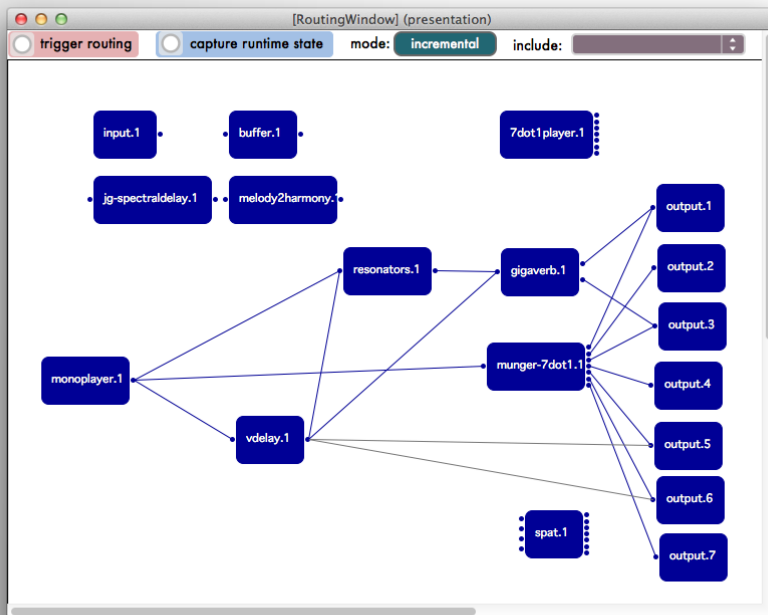 [RoutingWindow] (presentation)
trigger routing capture runtime state mode: incremental include:
input.1 buffer.1 7dot1player.1
jg-spectraldelay.1 melody2harmony.1
output.1
resonators.1 gigaverb.1 output.2
output.3
monoplayer.1 munger-7dot1.1 output.4
vdelay.1 output.5
output.6
spat.1 output.7